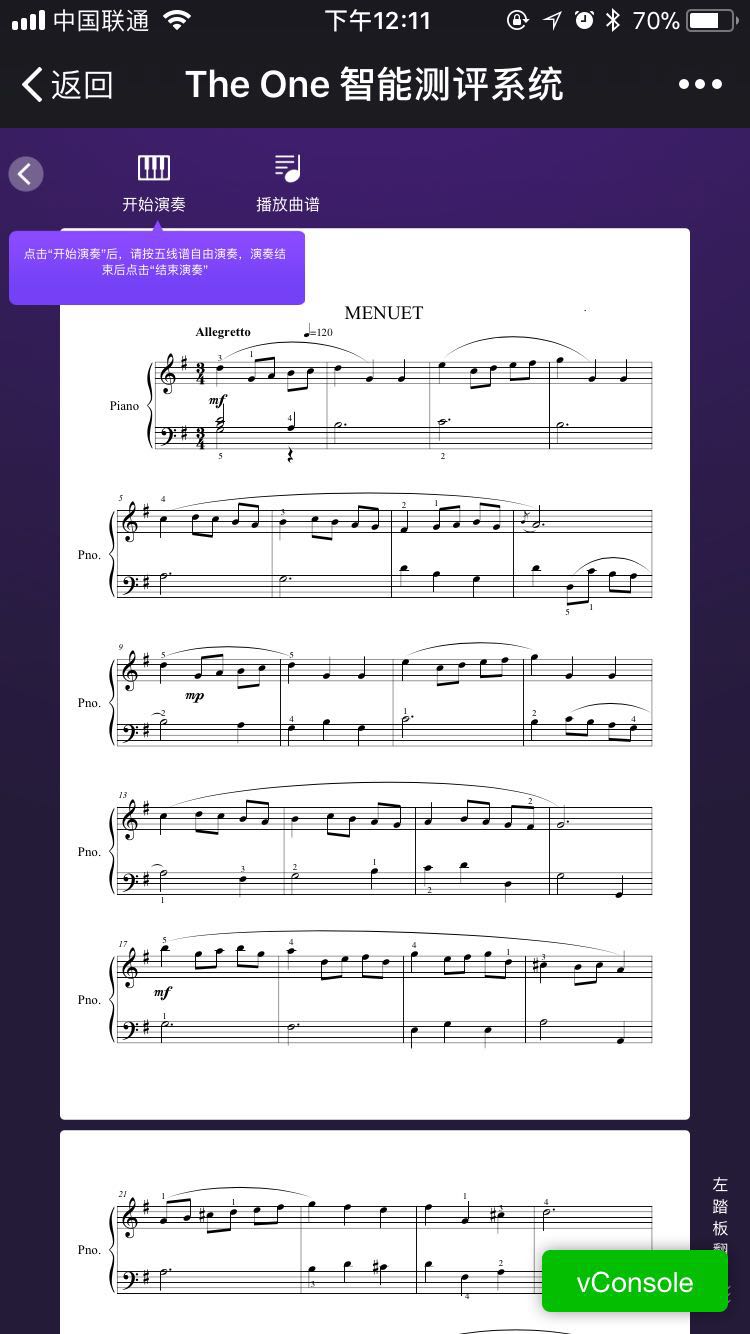 中国联通 下午12:11 70%
返回 The One 智能测评系统
开始演奏 播放曲谱
点击“开始演奏”后，请按五线谱自由演奏，演奏结
束后点击“结束演奏”
MENUET
Allegretto =120
3 1
Piano
3 4 3 4
mf
4
5 2
5 4 3 2 1
Pno.
5 1
9 5 5
mp
Pno.
2 4 1 2 4
13 2
Pno.
3 2 1
1 2
17 5 4 4 1 3
mf
Pno.
1
21 1 1 1 3 4
Pno.
2
3 4
左踏板
vConsole